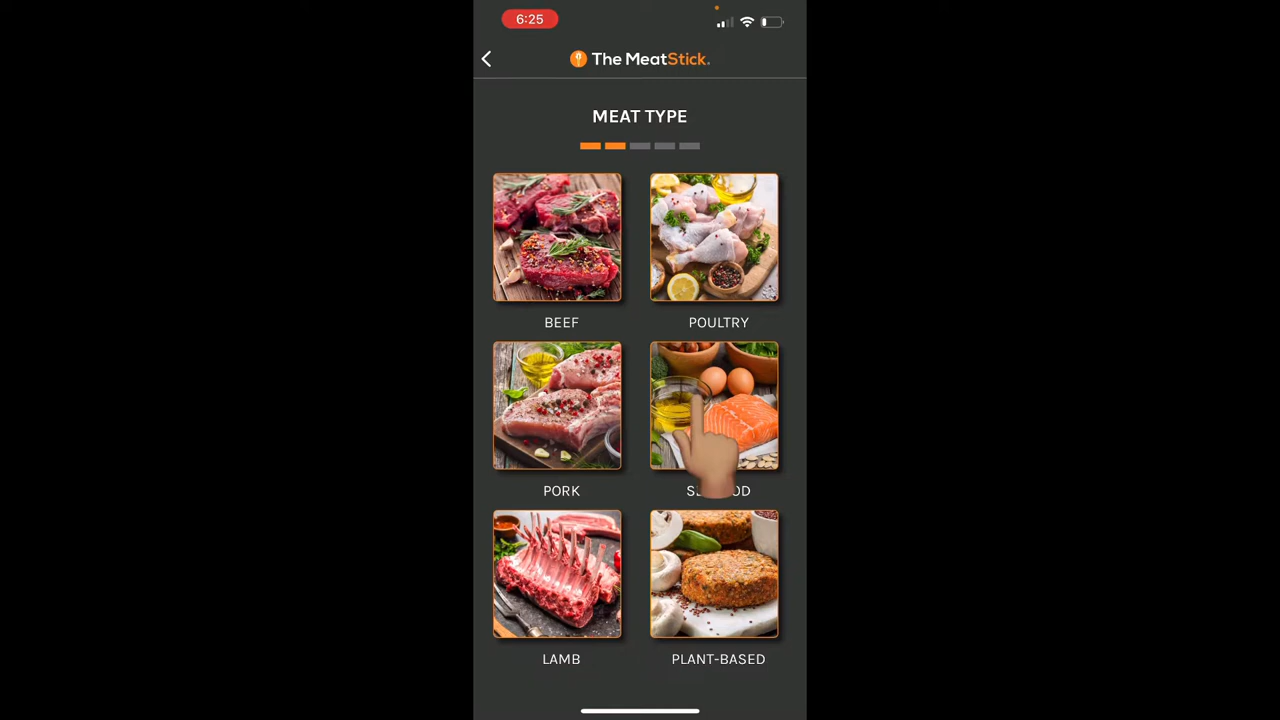 6:25
The MeatStick.
MEAT TYPE
BEEF
POULTRY
PORK
LAMB
PLANT-BASED